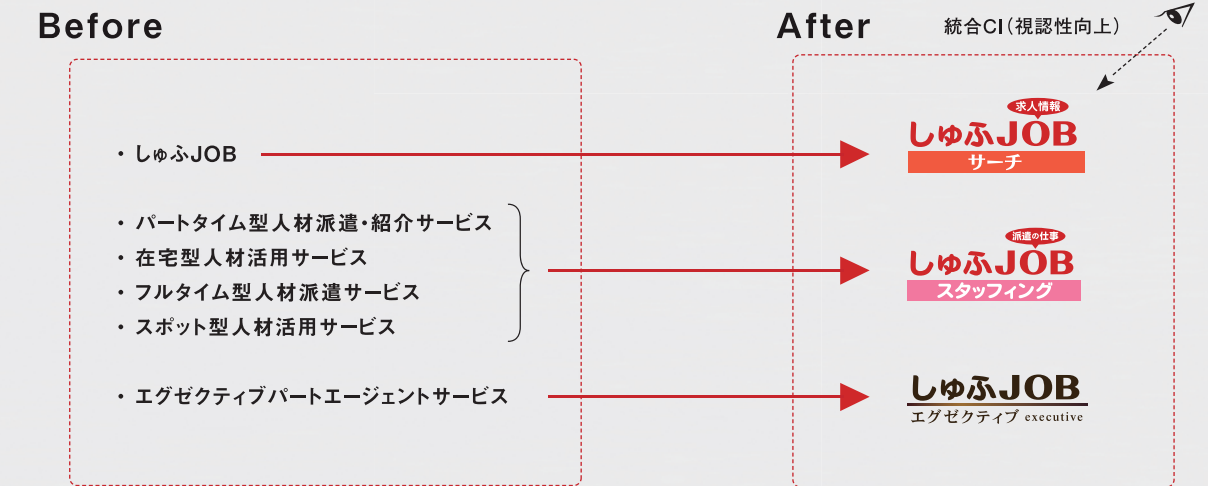 Before
・しゅふJOB
・パートタイム型人材派遣・紹介サービス
・在宅型人材活用サービス
・フルタイム型人材派遣サービス
・スポット型人材活用サービス
・エグゼクティブパートエージェントサービス
After
統合CI（視認性向上）
求人情報
しゅふJOB
サーチ
派遣の仕事
しゅふJOB
スタッフィング
しゅふJOB
エグゼクティブ executive